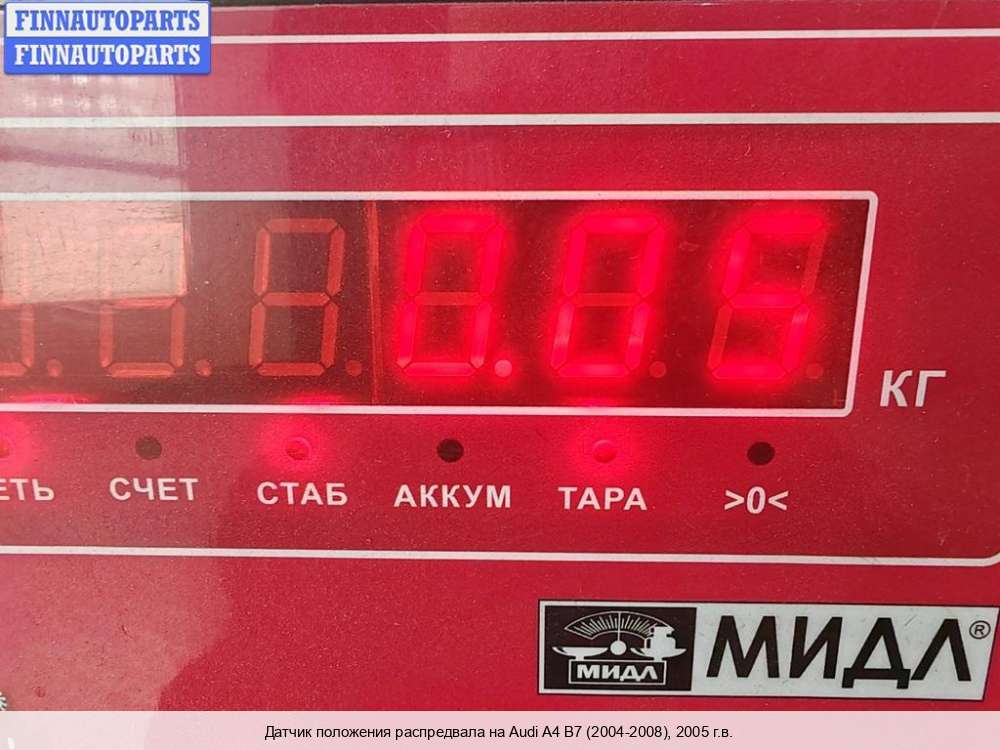 FINNAUTOPARTS
FINNAUTOPARTS
0.05
КГ
СЧЕТ СТАБ АККУМ ТАРА >0<
МИДЛ
МИДЛ®
Датчик положения распредвала на Audi A4 B7 (2004-2008), 2005 г.в.